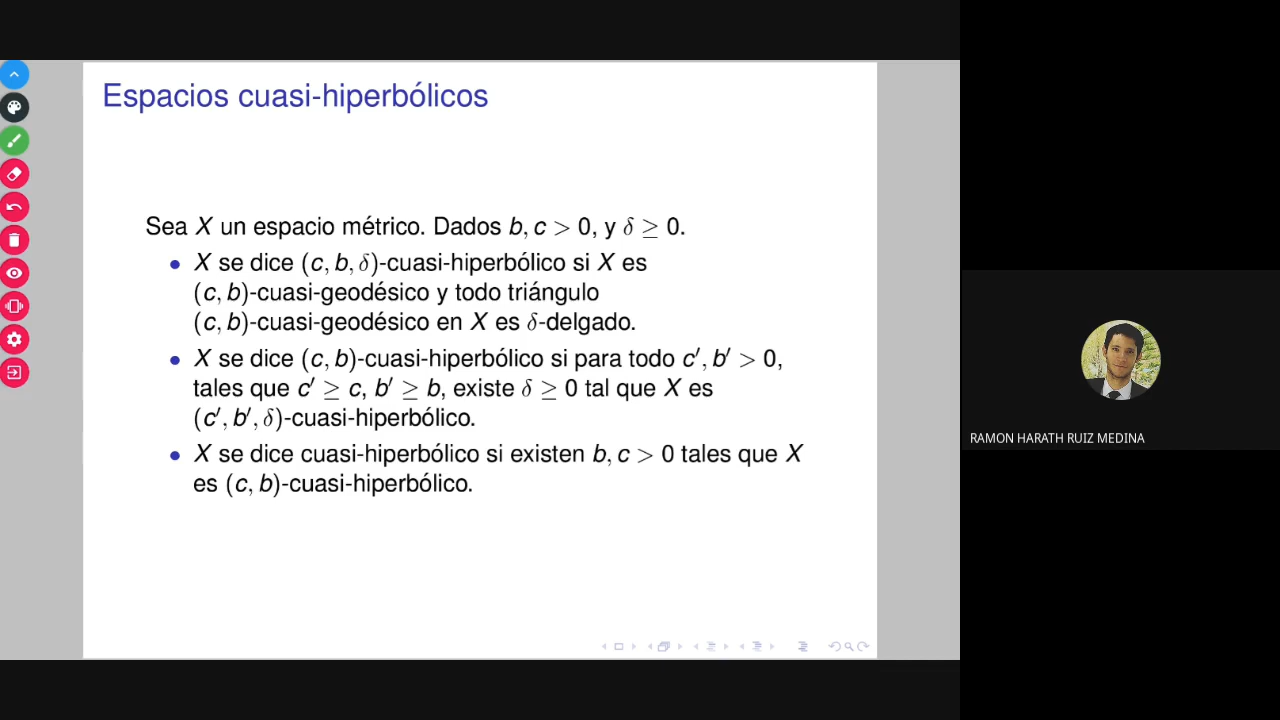 Espacios cuasi-hiperbólicos
Sea X un espacio métrico. Dados b, c > 0, y δ ≥ 0.
• X se dice (c, b, δ)-cuasi-hiperbólico si X es
(c, b)-cuasi-geodésico y todo triángulo
(c, b)-cuasi-geodésico en X es δ-delgado.
• X se dice (c, b)-cuasi-hiperbólico si para todo c′, b′ > 0,
tales que c′ ≥ c, b′ ≥ b, existe δ ≥ 0 tal que X es
(c′, b′, δ)-cuasi-hiperbólico.
• X se dice cuasi-hiperbólico si existen b, c > 0 tales que X
es (c, b)-cuasi-hiperbólico.
RAMON HARATH RUIZ MEDINA